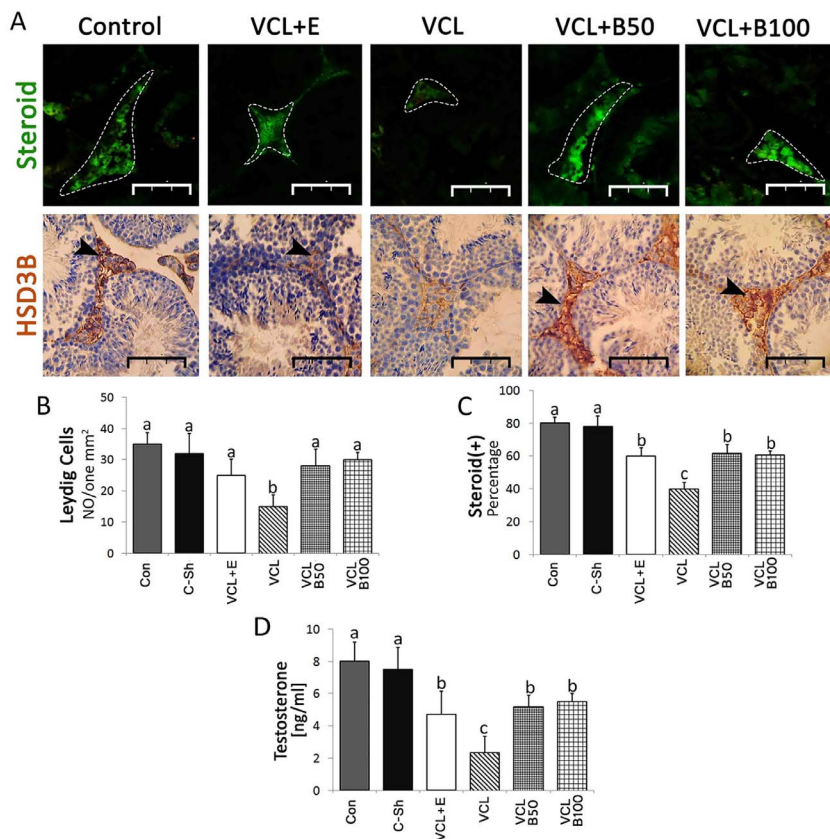 A
Control VCL+E VCL VCL+B50 VCL+B100
Steroid
HSD3B
B
Leydig Cells
NO/one mm²
50
40
30
20
10
0
a a a b a a
Con C-Sh VCL+E VCL VCL B50 VCL B100
C
Steroid(+)
Percentage
100
80
60
40
20
0
a a b c b b
Con C-Sh VCL+E VCL VCL B50 VCL B100
D
Testosterone
[ng/ml]
10
8
6
4
2
0
a a b c b b
Con C-Sh VCL+E VCL VCL B50 VCL B100